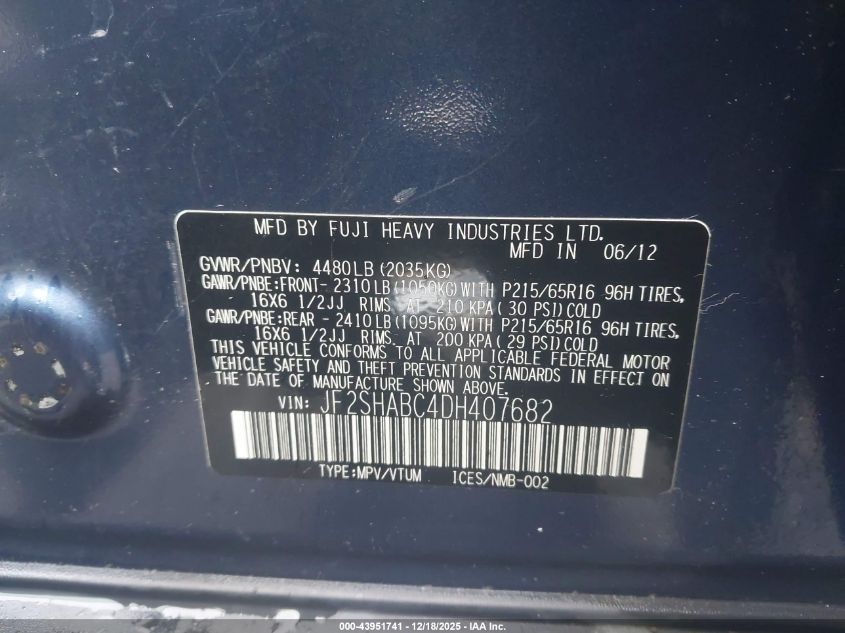 MFD BY FUJI HEAVY INDUSTRIES LTD.
MFD IN 06/12
GVWR/PNBV: 4480LB (2035KG)
GAWR/PNBE:FRONT- 2310LB (1050KG) WITH P215/65R16 96H TIRES,
16X6 1/2JJ RIMS. AT 210 KPA ( 30 PSI) COLD
GAWR/PNBE:REAR - 2410LB (1095KG) WITH P215/65R16 96H TIRES,
16X6 1/2JJ RIMS. AT 200 KPA ( 29 PSI) COLD
THIS VEHICLE CONFORMS TO ALL APPLICABLE FEDERAL MOTOR
VEHICLE SAFETY AND THEFT PREVENTION STANDARDS IN EFFECT ON
THE DATE OF MANUFACTURE SHOWN ABOVE.
VIN: JF2SHABC4DH407682
TYPE:MPV/VTUM ICES/NMB-002
000-43951741 - 12/18/2025 - IAA Inc.